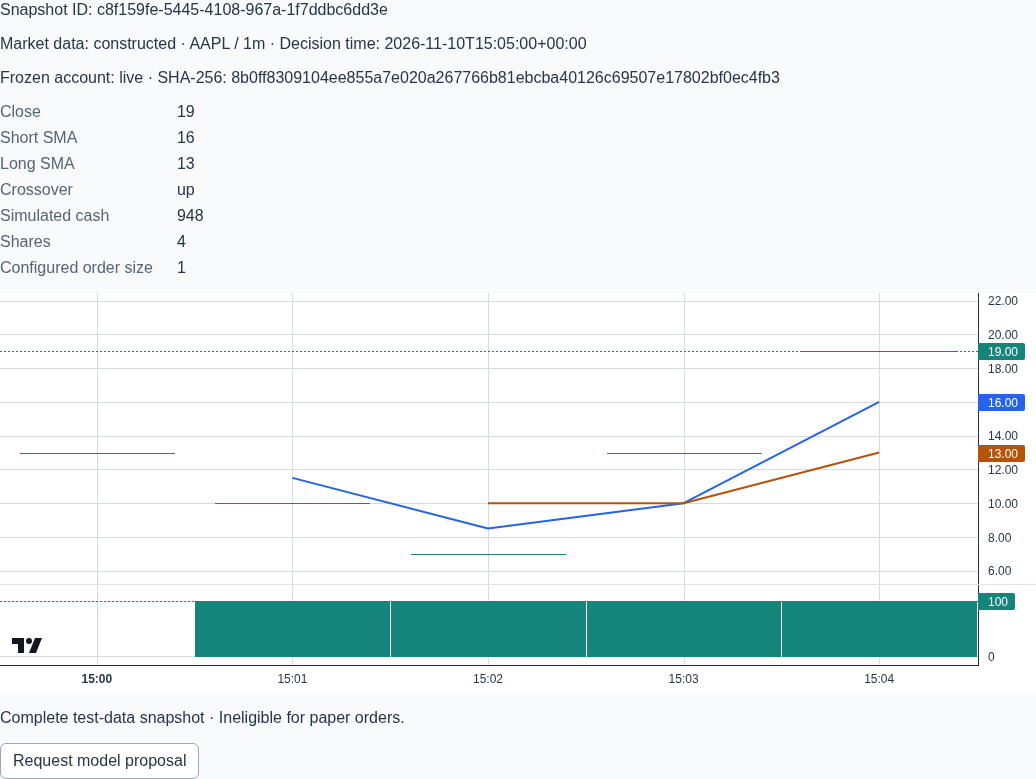 Snapshot ID: c8f159fe-5445-4108-967a-1f7ddbc6dd3e
Market data: constructed · AAPL / 1m · Decision time: 2026-11-10T15:05:00+00:00
Frozen account: live · SHA-256: 8b0ff8309104ee855a7e020a267766b81ebcba40126c69507e17802bf0ec4fb3
Close 19
Short SMA 16
Long SMA 13
Crossover up
Simulated cash 948
Shares 4
Configured order size 1
22.00
20.00
19.00
18.00
16.00
14.00
13.00
12.00
10.00
8.00
6.00
100
0
15:00 15:01 15:02 15:03 15:04
Complete test-data snapshot · Ineligible for paper orders.
Request model proposal